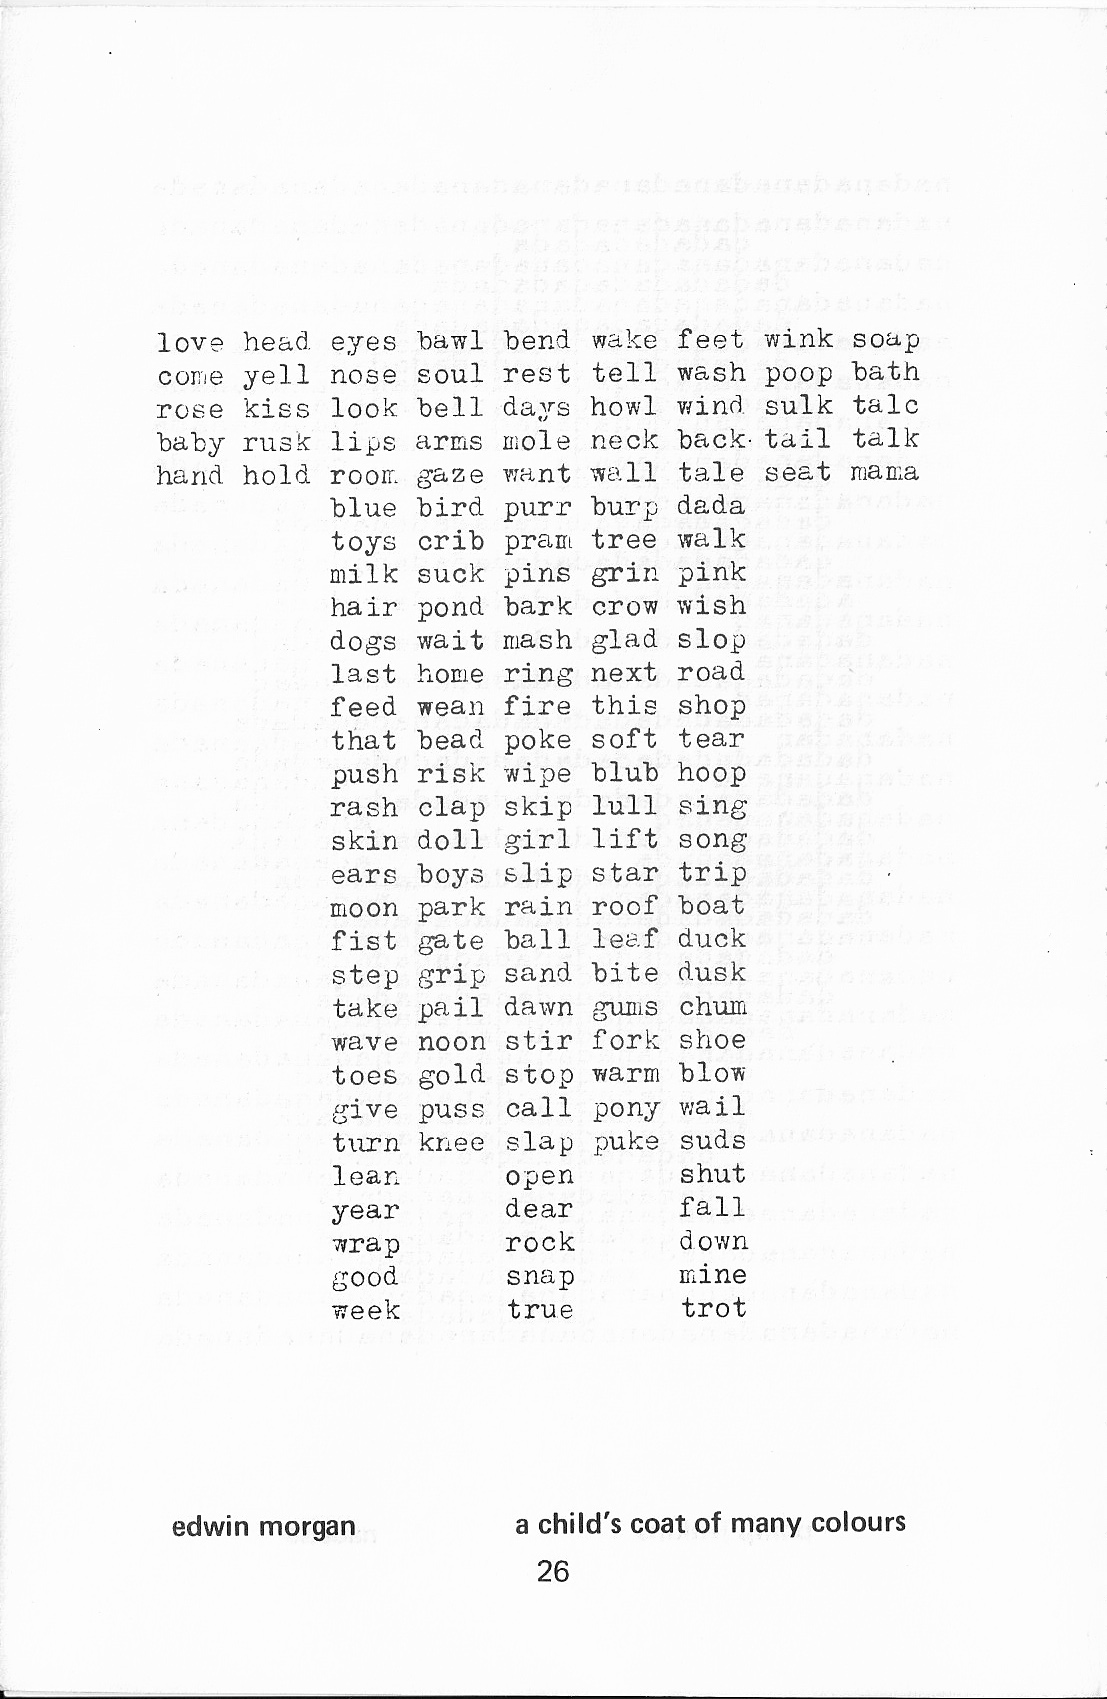 love head eyes bawl bend wake feet wink soap
come yell nose soul rest tell wash poop bath
rose kiss look bell days howl wind sulk talc
baby rusk lips arms mole neck back tail talk
hand hold room gaze want wall tale seat mama
blue bird purr burp dada
toys crib pram tree walk
milk suck pins grin pink
hair pond bark crow wish
dogs wait mash glad slop
last home ring next road
feed wean fire this shop
that bead poke soft tear
push risk wipe blub hoop
rash clap skip lull sing
skin doll girl lift song
ears boys slip star trip
moon park rain roof boat
fist gate ball leaf duck
step grip sand bite dusk
take pail dawn gums chum
wave noon stir fork shoe
toes gold stop warm blow
give puss call pony wail
turn knee slap puke suds
lean open shut
year dear fall
wrap rock down
good snap mine
week true trot
edwin morgan a child's coat of many colours
26